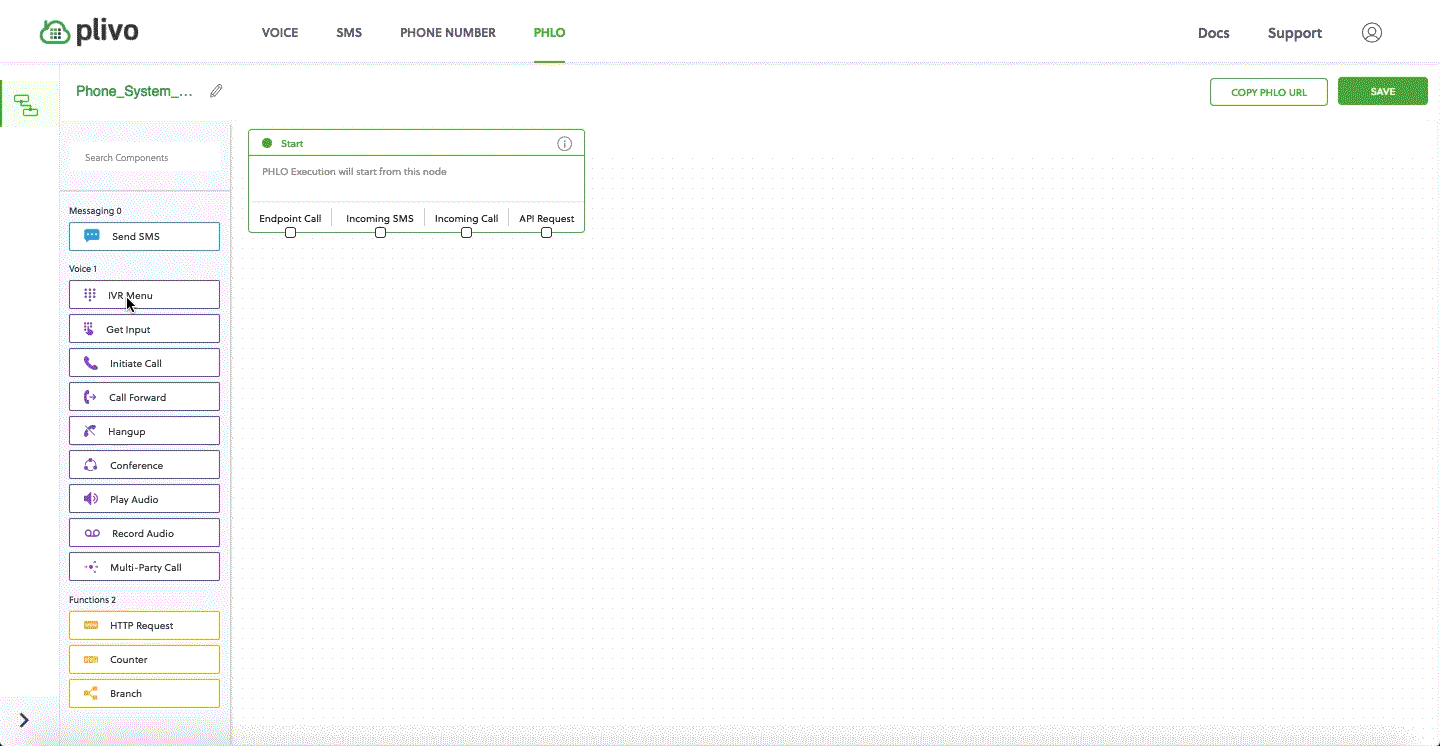 plivo
VOICE SMS PHONE NUMBER PHLO
Docs Support
Phone_System_...
COPY PHLO URL SAVE
Search Components
Messaging 0
Send SMS
Voice 1
IVR Menu
Get Input
Initiate Call
Call Forward
Hangup
Conference
Play Audio
Record Audio
Multi-Party Call
Functions 2
HTTP Request
Counter
Branch
Start
PHLO Execution will start from this node
Endpoint Call Incoming SMS Incoming Call API Request